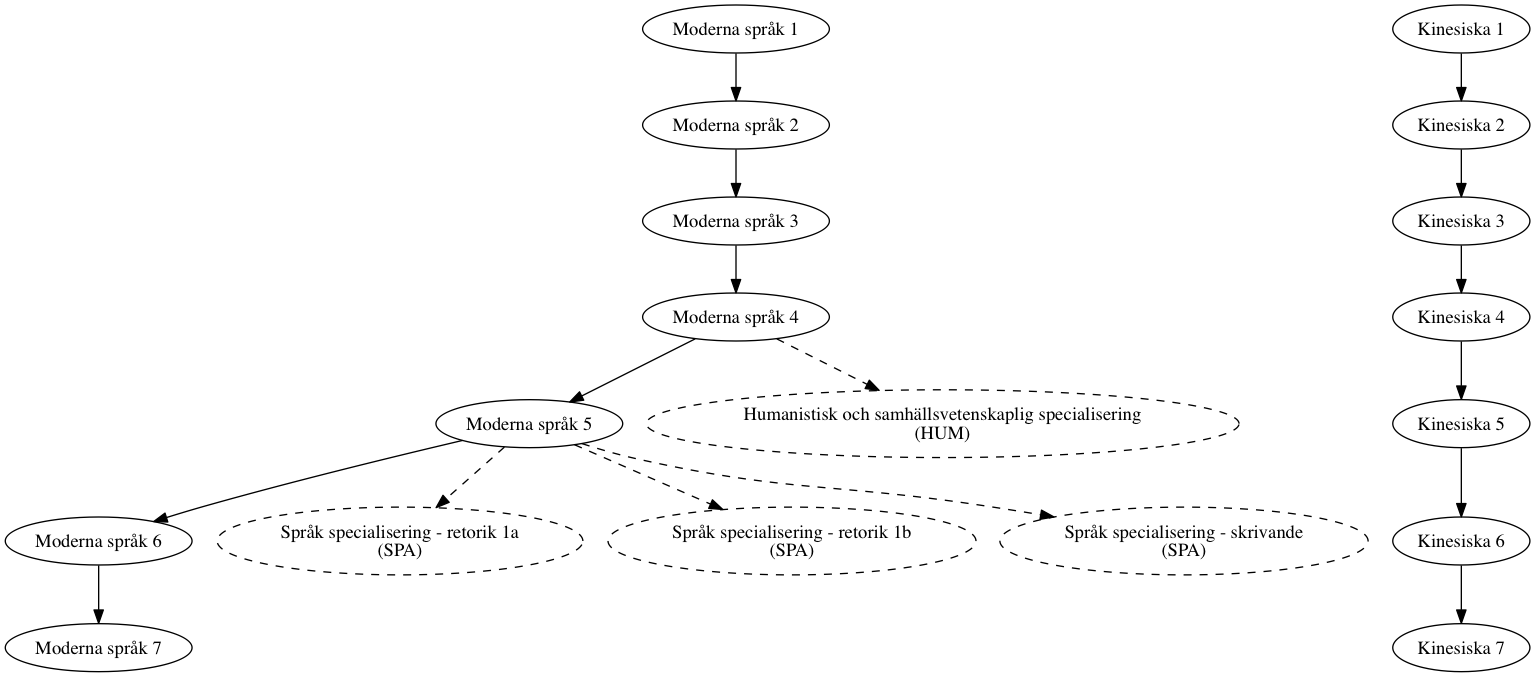 Moderna språk 1
Kinesiska 1
Moderna språk 2
Kinesiska 2
Moderna språk 3
Kinesiska 3
Moderna språk 4
Kinesiska 4
Moderna språk 5
Humanistisk och samhällsvetenskaplig specialisering
(HUM)
Kinesiska 5
Moderna språk 6
Språk specialisering - retorik 1a
(SPA)
Språk specialisering - retorik 1b
(SPA)
Språk specialisering - skrivande
(SPA)
Kinesiska 6
Moderna språk 7
Kinesiska 7